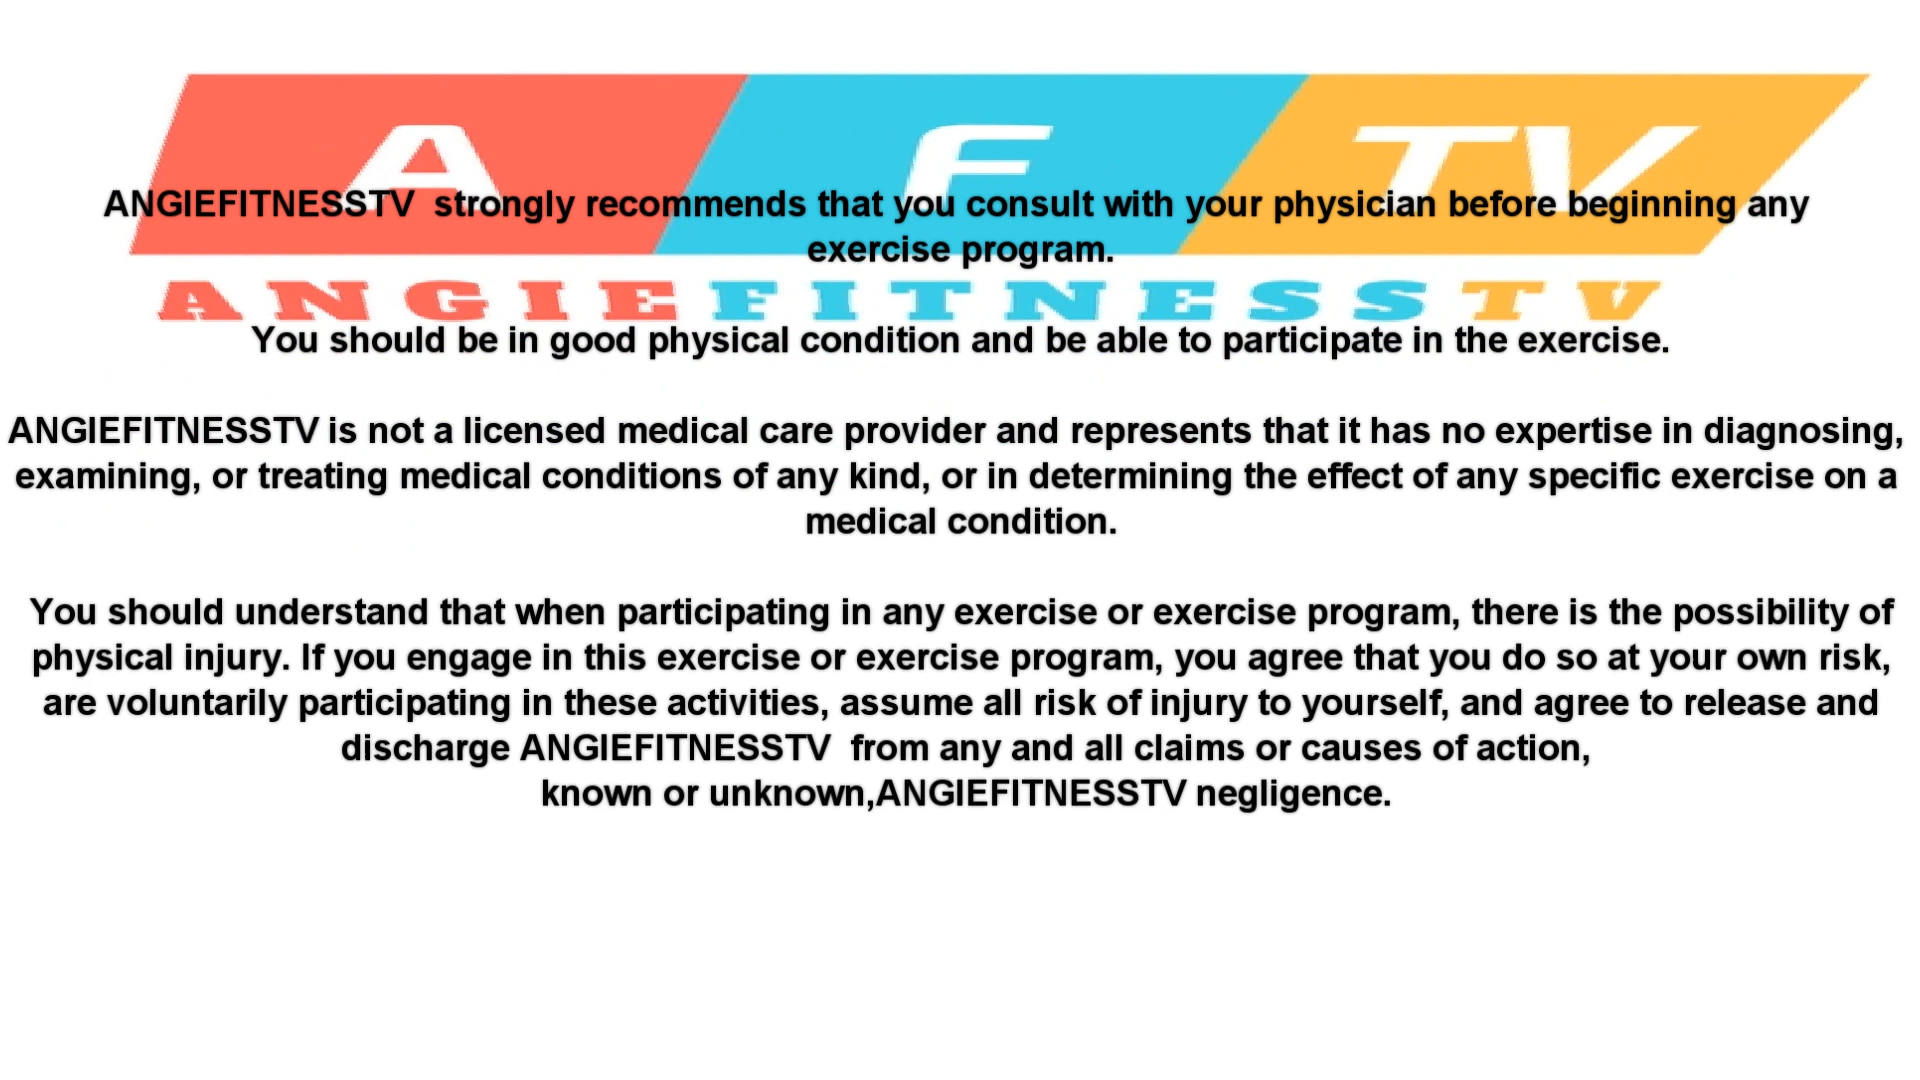 A F TV
ANGIEFITNESSTV strongly recommends that you consult with your physician before beginning any
exercise program.
ANGIEFITNESSTV
You should be in good physical condition and be able to participate in the exercise.
ANGIEFITNESSTV is not a licensed medical care provider and represents that it has no expertise in diagnosing,
examining, or treating medical conditions of any kind, or in determining the effect of any specific exercise on a
medical condition.
You should understand that when participating in any exercise or exercise program, there is the possibility of
physical injury. If you engage in this exercise or exercise program, you agree that you do so at your own risk,
are voluntarily participating in these activities, assume all risk of injury to yourself, and agree to release and
discharge ANGIEFITNESSTV from any and all claims or causes of action,
known or unknown,ANGIEFITNESSTV negligence.